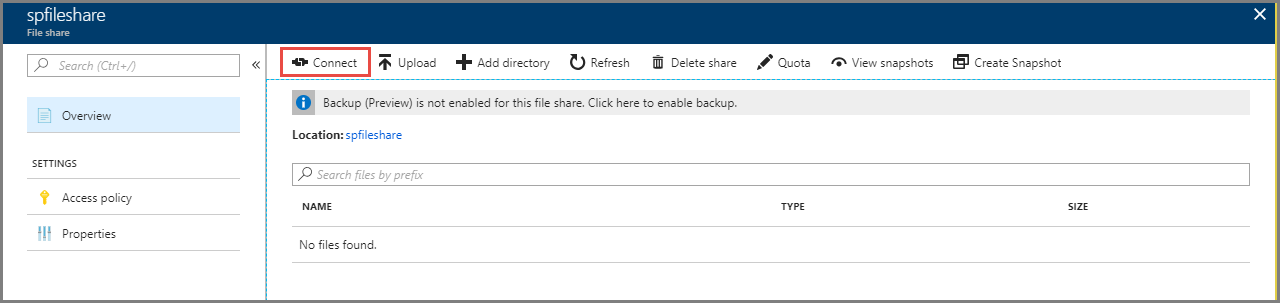 spfileshare
File share
Search (Ctrl+/)
«
Overview
SETTINGS
Access policy
Properties
Connect Upload Add directory Refresh Delete share Quota View snapshots Create Snapshot
Backup (Preview) is not enabled for this file share. Click here to enable backup.
Location: spfileshare
Search files by prefix
NAME TYPE SIZE
No files found.